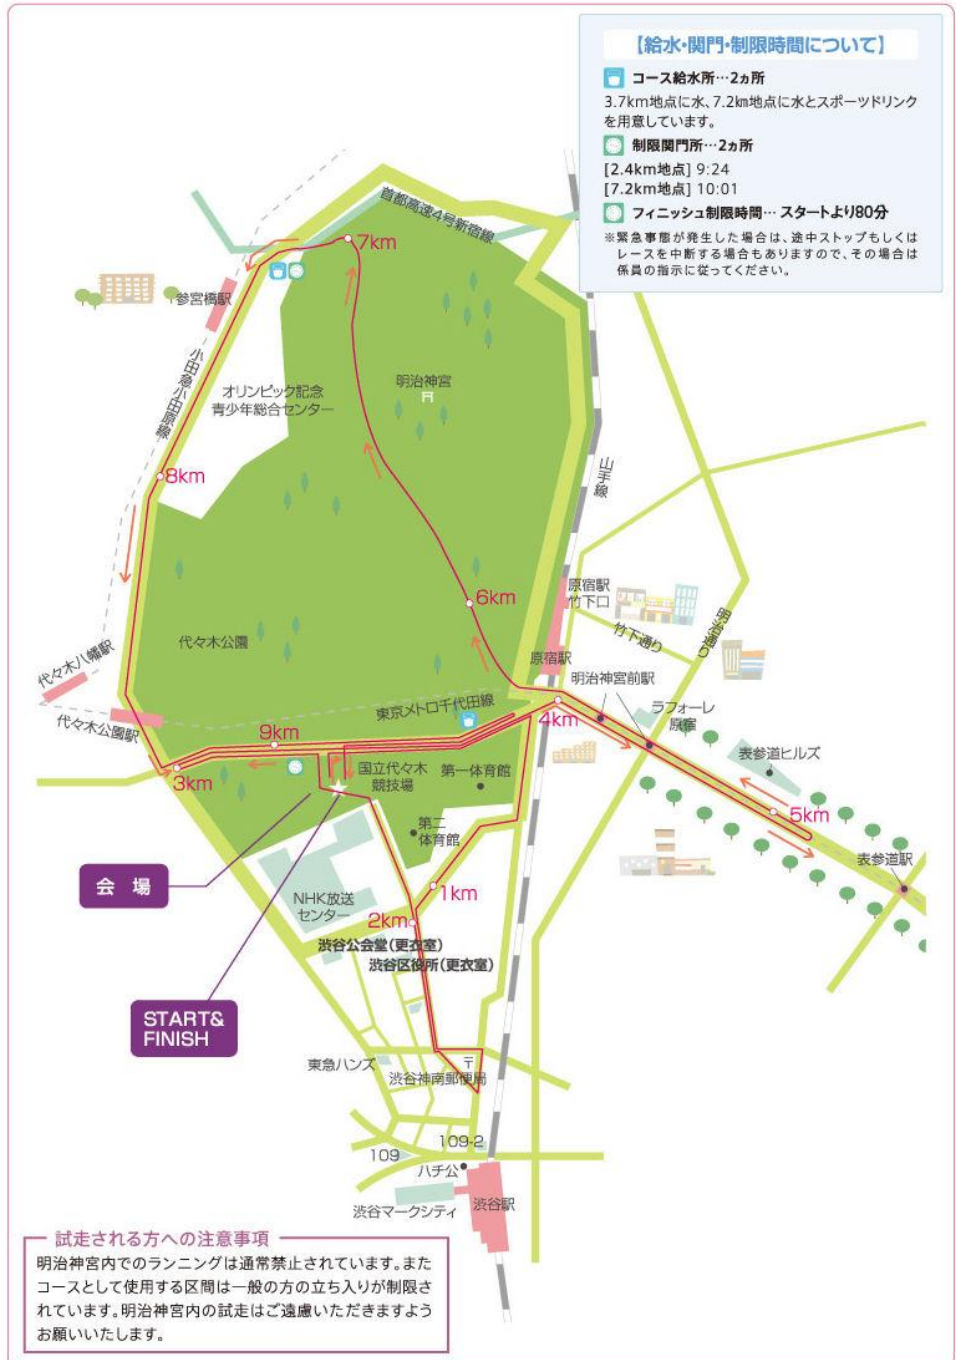 【給水・関門・制限時間について】
コース給水所…2ヵ所
3.7km地点に水、7.2km地点に水とスポーツドリンク
を用意しています。
制限関門所…2ヵ所
[2.4km地点] 9:24
[7.2km地点] 10:01
フィニッシュ制限時間… スタートより80分
※緊急事態が発生した場合は、途中ストップもしくは
レースを中断する場合もありますので、その場合は
係員の指示に従ってください。
首都高速4号新宿線
7km
参宮橋駅
小田急小田原線
オリンピック記念
青少年総合センター
明治神宮
山手線
8km
6km
原宿駅
竹下口
竹下通り
明治通り
代々木公園
代々木八幡駅
原宿駅
明治神宮前駅
ラフォーレ
原宿
東京メトロ千代田線
4km
代々木公園駅
9km
表参道ヒルズ
3km
国立代々木
競技場
第一体育館
5km
第二
体育館
表参道駅
会 場
1km
NHK放送
センター
2km
渋谷公会堂(更衣室)
渋谷区役所(更衣室)
START&
FINISH
東急ハンズ
〒
渋谷神南郵便局
109-2
109
ハチ公
渋谷マークシティ
渋谷駅
試走される方への注意事項
明治神宮内でのランニングは通常禁止されています。また
コースとして使用する区間は一般の方の立ち入りが制限さ
れています。明治神宮内の試走はご遠慮いただきますよう
お願いいたします。